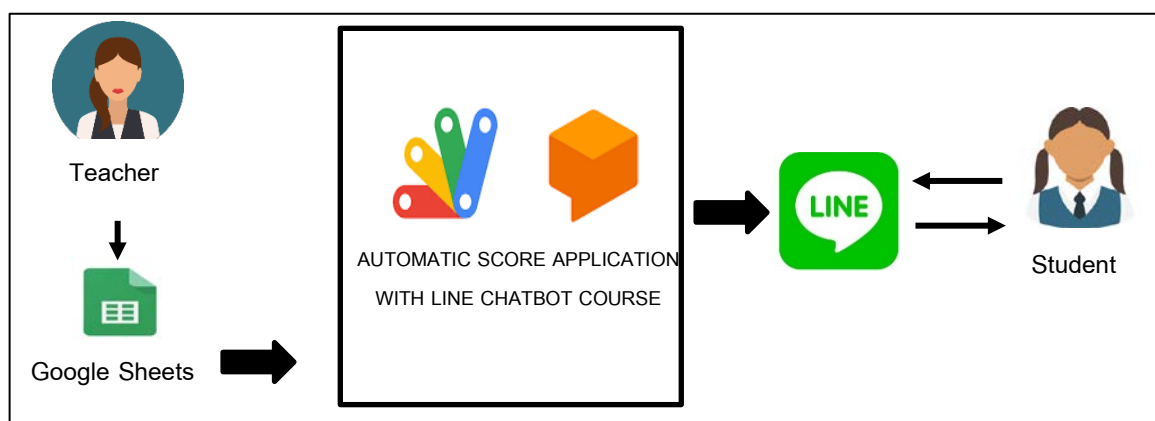 Teacher
Google Sheets
AUTOMATIC SCORE APPLICATION
WITH LINE CHATBOT COURSE
LINE
Student